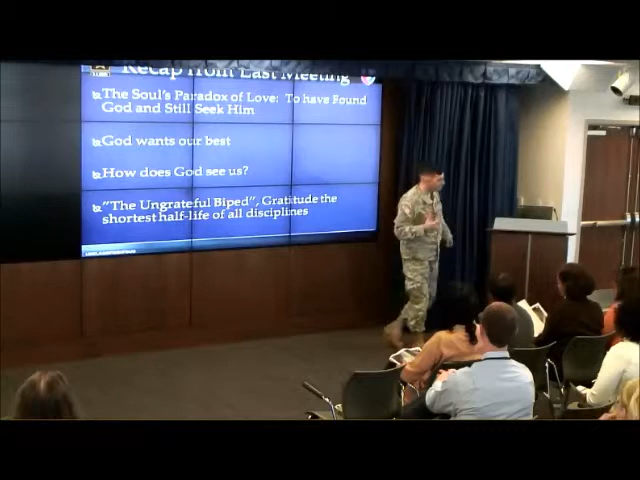 Recap from Last Meeting
The Soul's Paradox of Love: To have Found
God and Still Seek Him
God wants our best
How does God see us?
"The Ungrateful Biped", Gratitude the
shortest half-life of all disciplines